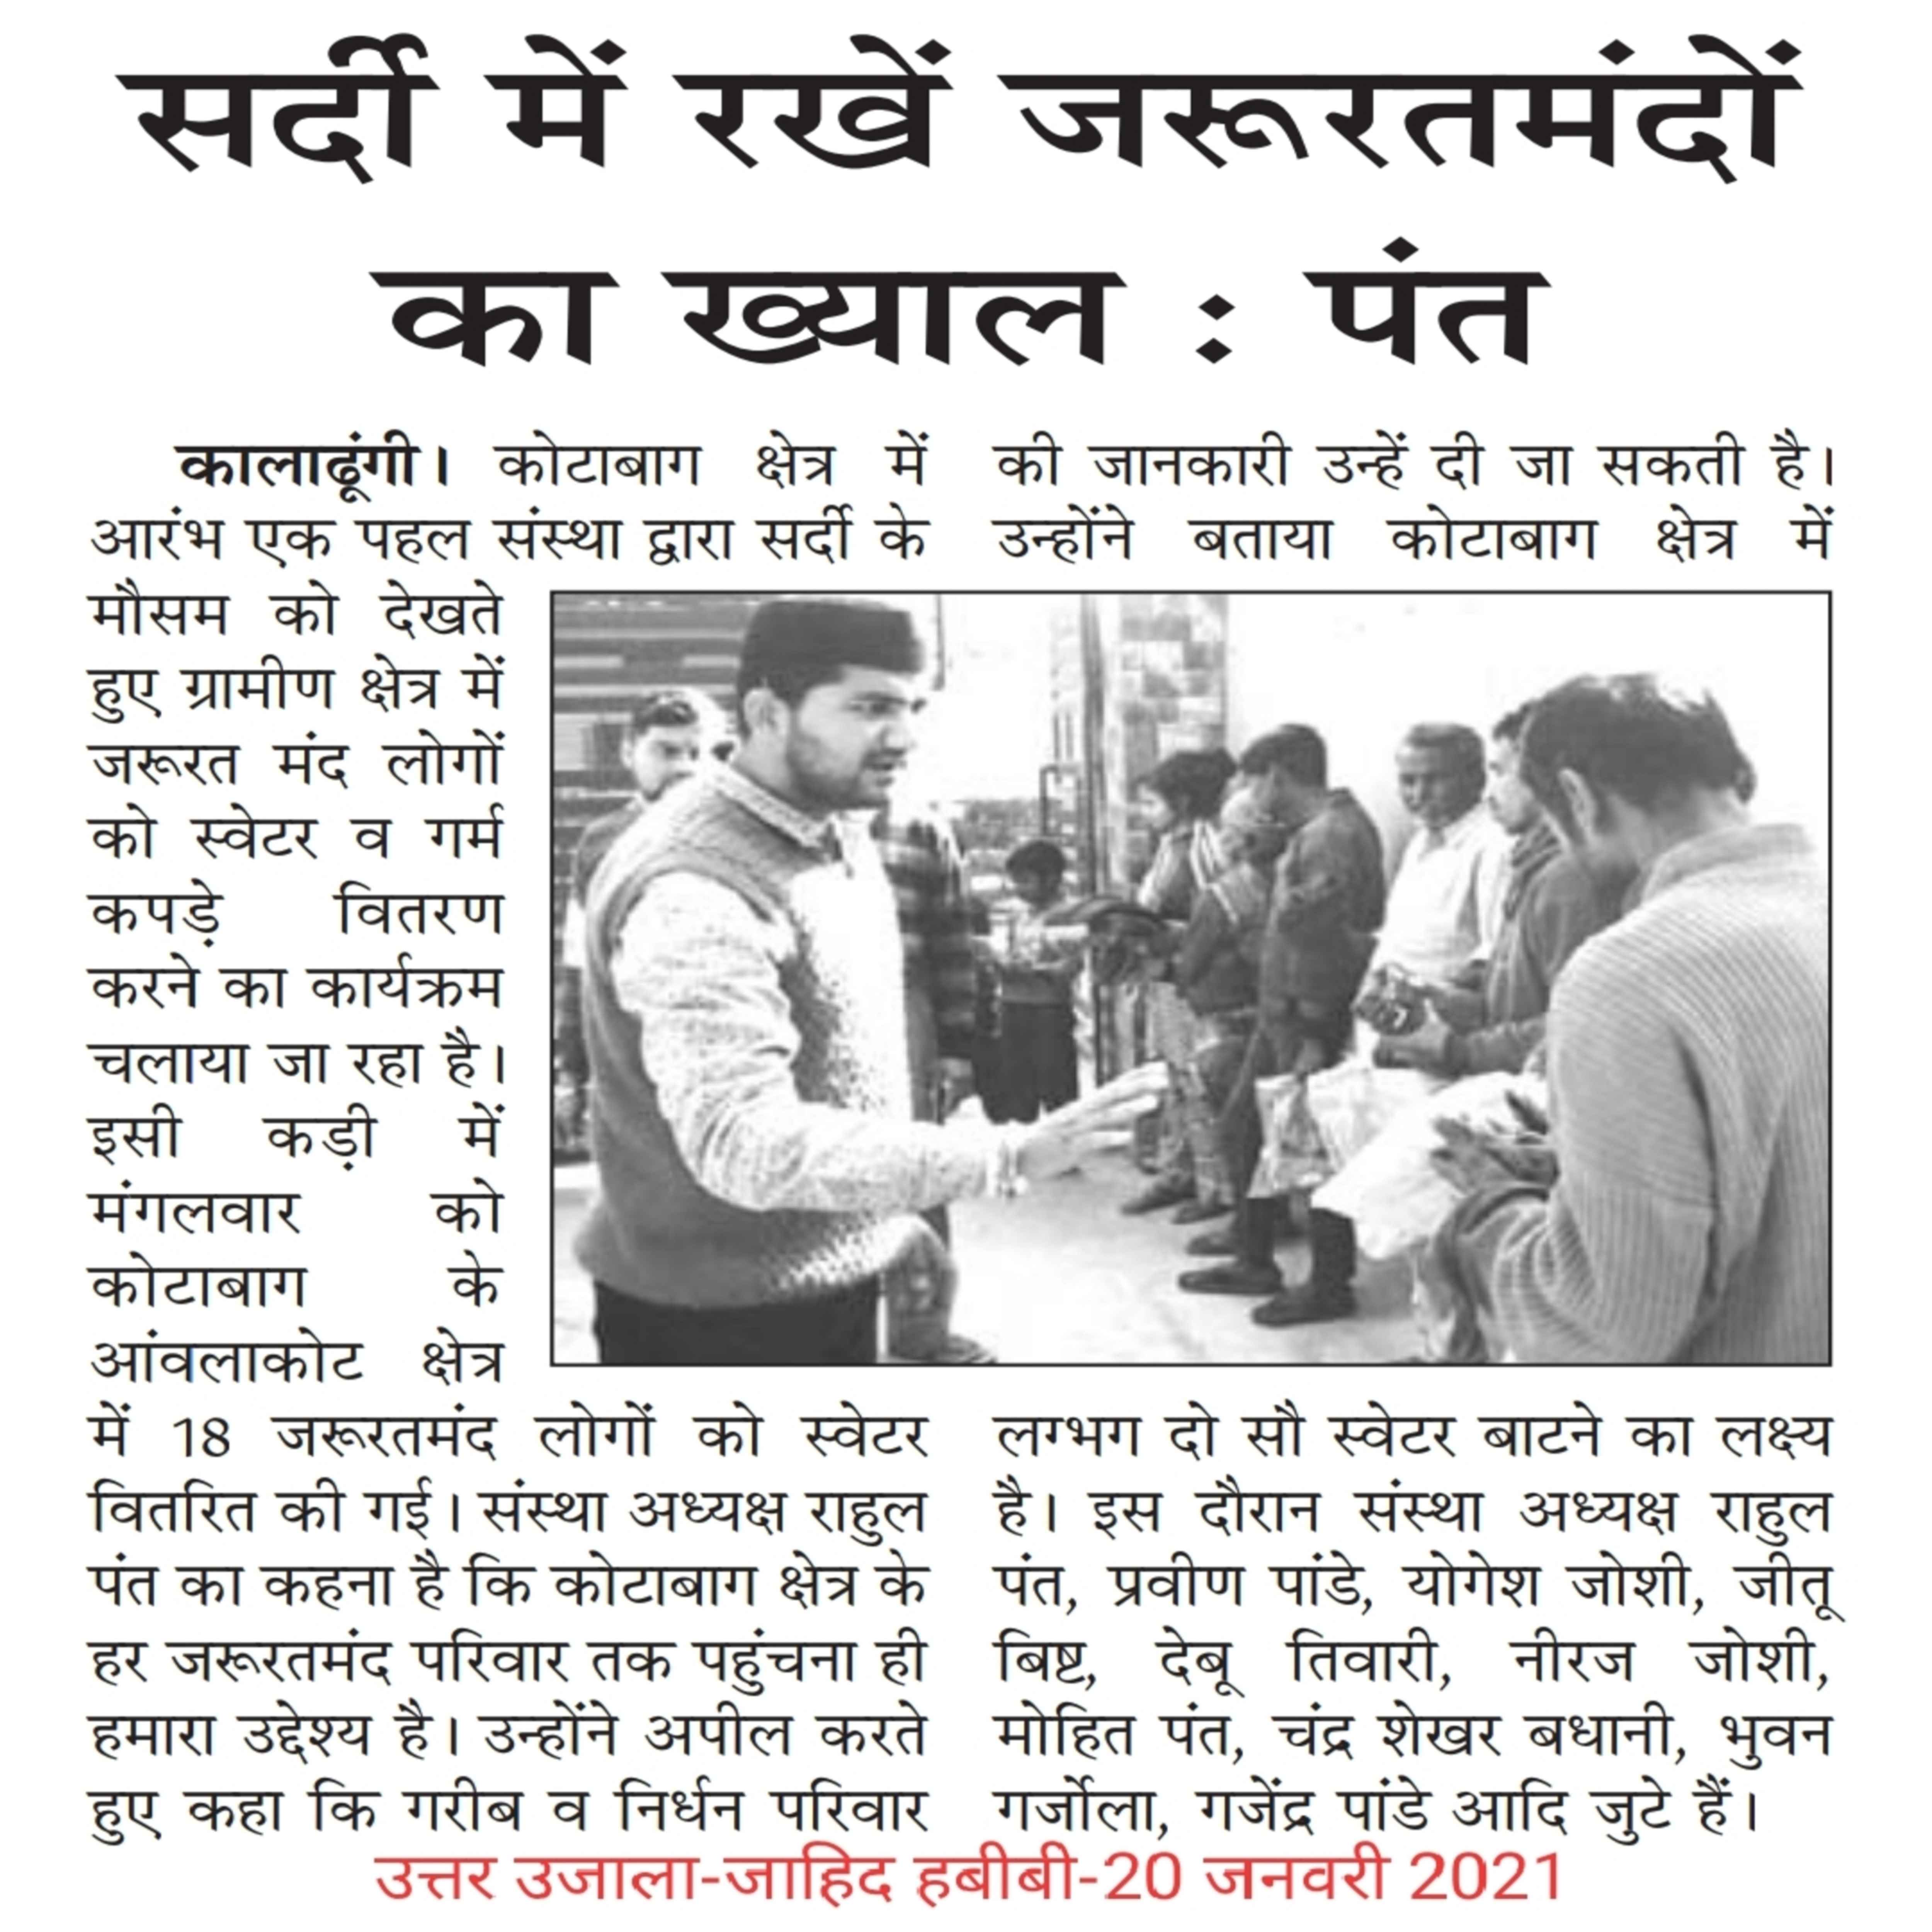 सर्दी में रखें जरूरतमंदों
का ख्याल : पंत
कालाढूंगी। कोटाबाग क्षेत्र में
आरंभ एक पहल संस्था द्वारा सर्दी के
मौसम को देखते
हुए ग्रामीण क्षेत्र में
जरूरत मंद लोगों
को स्वेटर व गर्म
कपड़े वितरण
करने का कार्यक्रम
चलाया जा रहा है।
इसी कड़ी में
मंगलवार को
कोटाबाग के
आंवलाकोट क्षेत्र
में 18 जरूरतमंद लोगों को स्वेटर
वितरित की गई। संस्था अध्यक्ष राहुल
पंत का कहना है कि कोटाबाग क्षेत्र के
हर जरूरतमंद परिवार तक पहुंचना ही
हमारा उद्देश्य है। उन्होंने अपील करते
हुए कहा कि गरीब व निर्धन परिवार
की जानकारी उन्हें दी जा सकती है।
उन्होंने बताया कोटाबाग क्षेत्र में
लग्भग दो सौ स्वेटर बाटने का लक्ष्य
है। इस दौरान संस्था अध्यक्ष राहुल
पंत, प्रवीण पांडे, योगेश जोशी, जीतू
बिष्ट, देबू तिवारी, नीरज जोशी,
मोहित पंत, चंद्र शेखर बधानी, भुवन
गर्जोला, गजेंद्र पांडे आदि जुटे हैं।
उत्तर उजाला-जाहिद हबीबी-20 जनवरी 2021